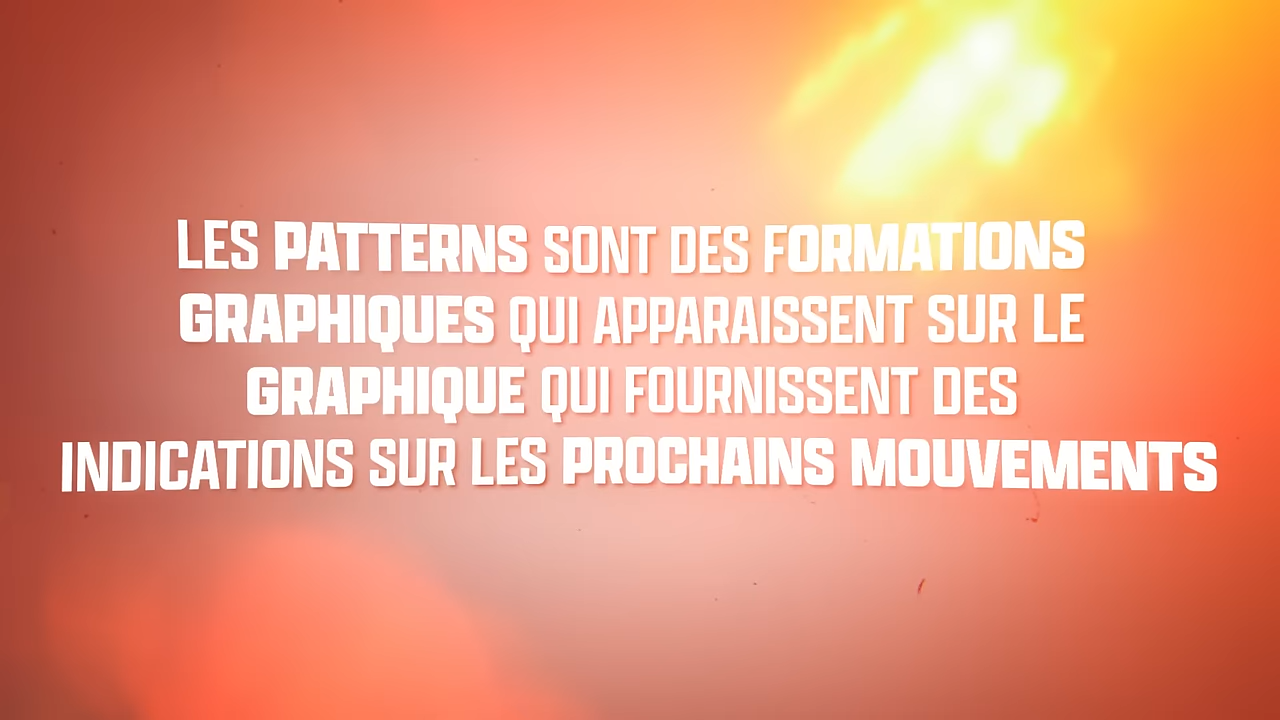 LES PATTERNS SONT DES FORMATIONS
GRAPHIQUES QUI APPARAISSENT SUR LE
GRAPHIQUE QUI FOURNISSENT DES
INDICATIONS SUR LES PROCHAINS MOUVEMENTS